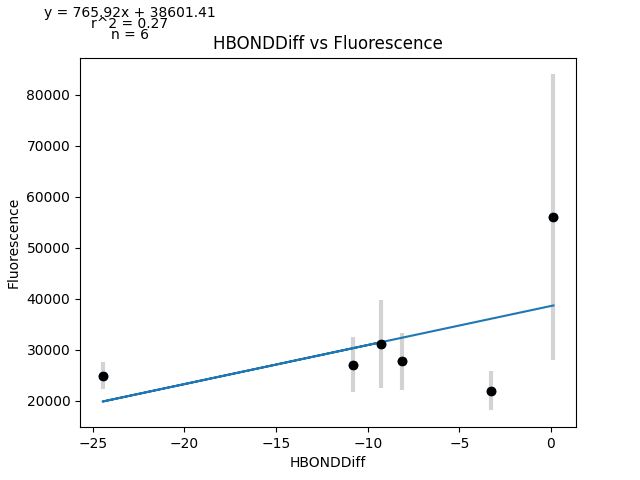 y = 765.92x + 38601.41
r^2 = 0.27
n = 6
HBONDDiff vs Fluorescence
80000
70000
60000
50000
40000
30000
20000
Fluorescence
−25
−20
−15
−10
−5
0
HBONDDiff